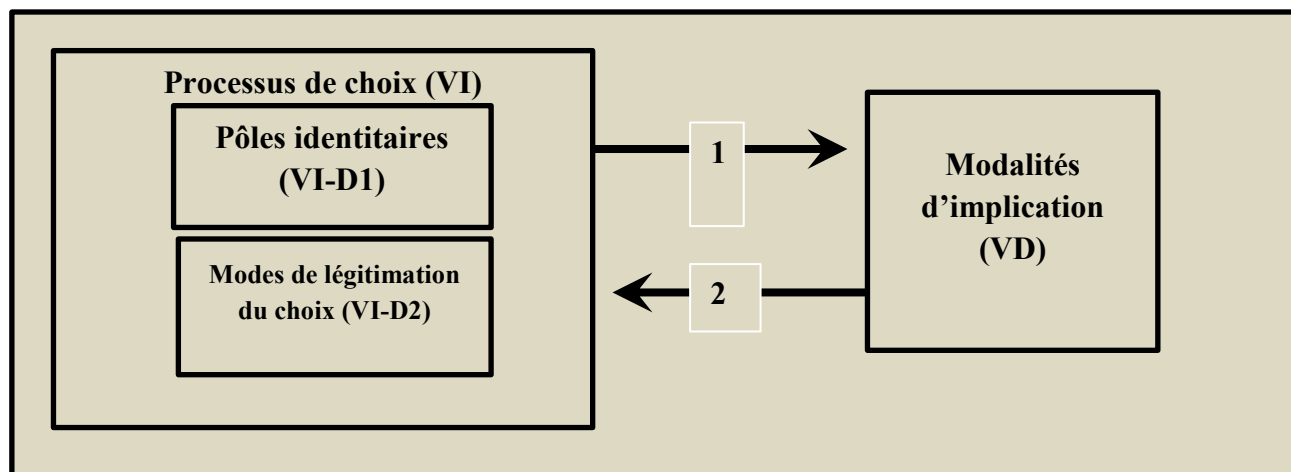 Processus de choix (VI)
Pôles identitaires
(VI-D1)
Modes de légitimation
du choix (VI-D2)
1
2
Modalités
d’implication
(VD)